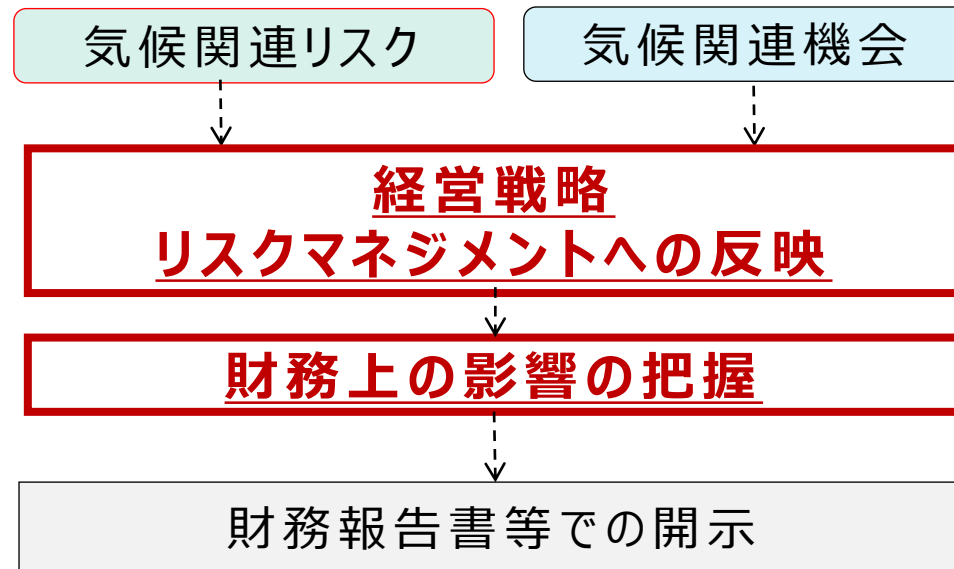 気候関連リスク
気候関連機会
経営戦略
リスクマネジメントへの反映
財務上の影響の把握
財務報告書等での開示